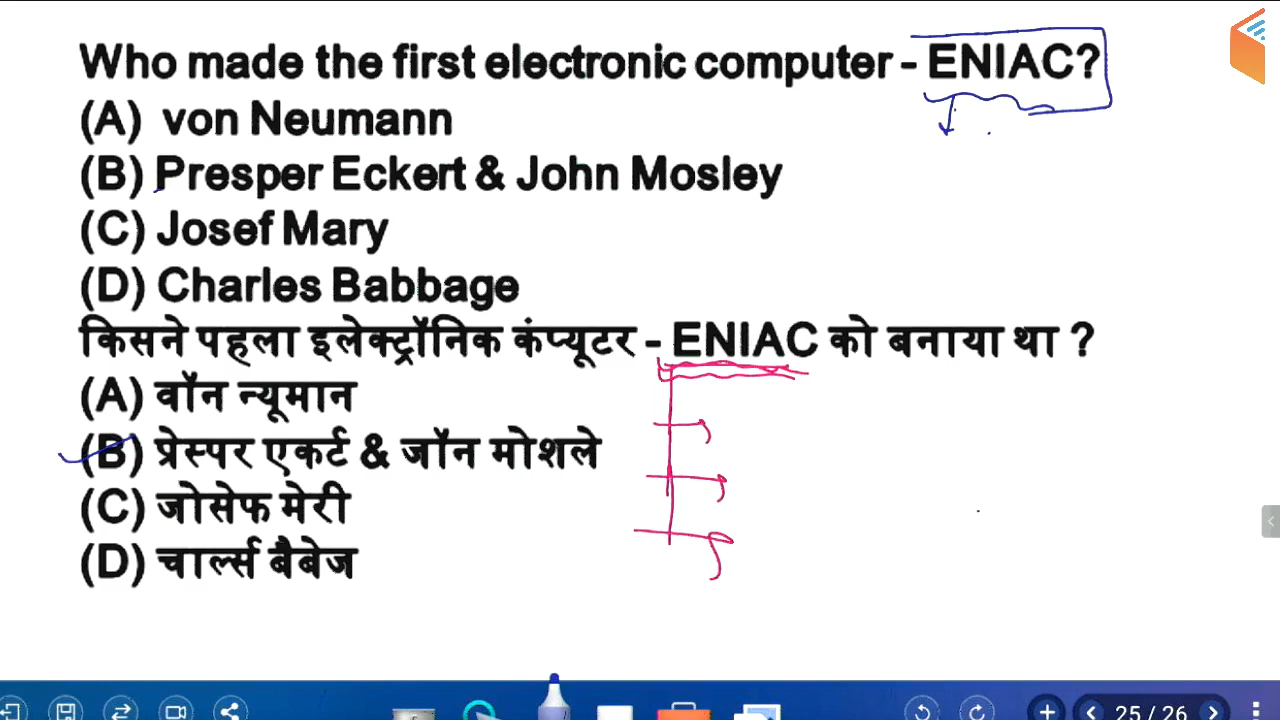 Who made the first electronic computer - ENIAC?
(A) von Neumann
(B) Presper Eckert & John Mosley
(C) Josef Mary
(D) Charles Babbage
किसने पहला इलेक्ट्रॉनिक कंप्यूटर - ENIAC को बनाया था ?
(A) वॉन न्यूमान
(B) प्रेस्पर एकर्ट & जॉन मोशले
(C) जोसेफ मेरी
(D) चार्ल्स बैबेज
25 / 26